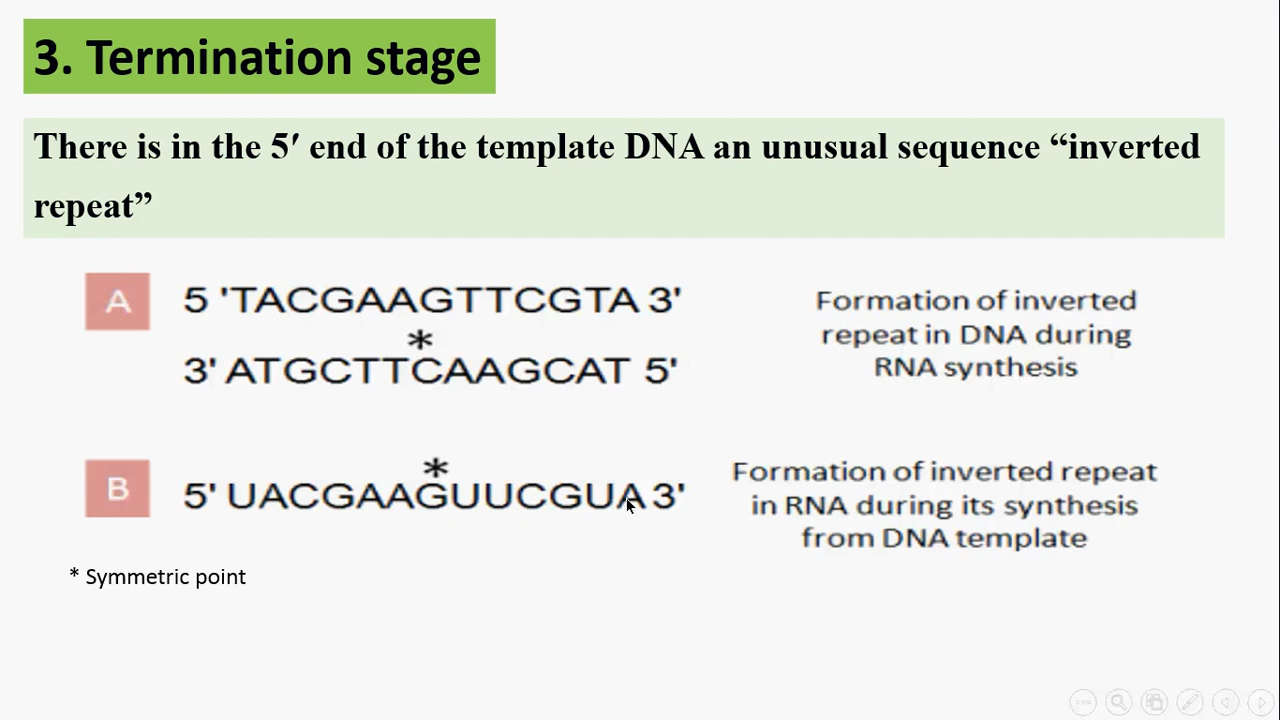 3. Termination stage
There is in the 5′ end of the template DNA an unusual sequence “inverted
repeat”
A
5 'TACGAAGTTCGTA 3'
*
3' ATGCTTCAAGCAT 5'
Formation of inverted
repeat in DNA during
RNA synthesis
B
*
5' UACGAAGUUCGUA 3'
Formation of inverted repeat
in RNA during its synthesis
from DNA template
* Symmetric point